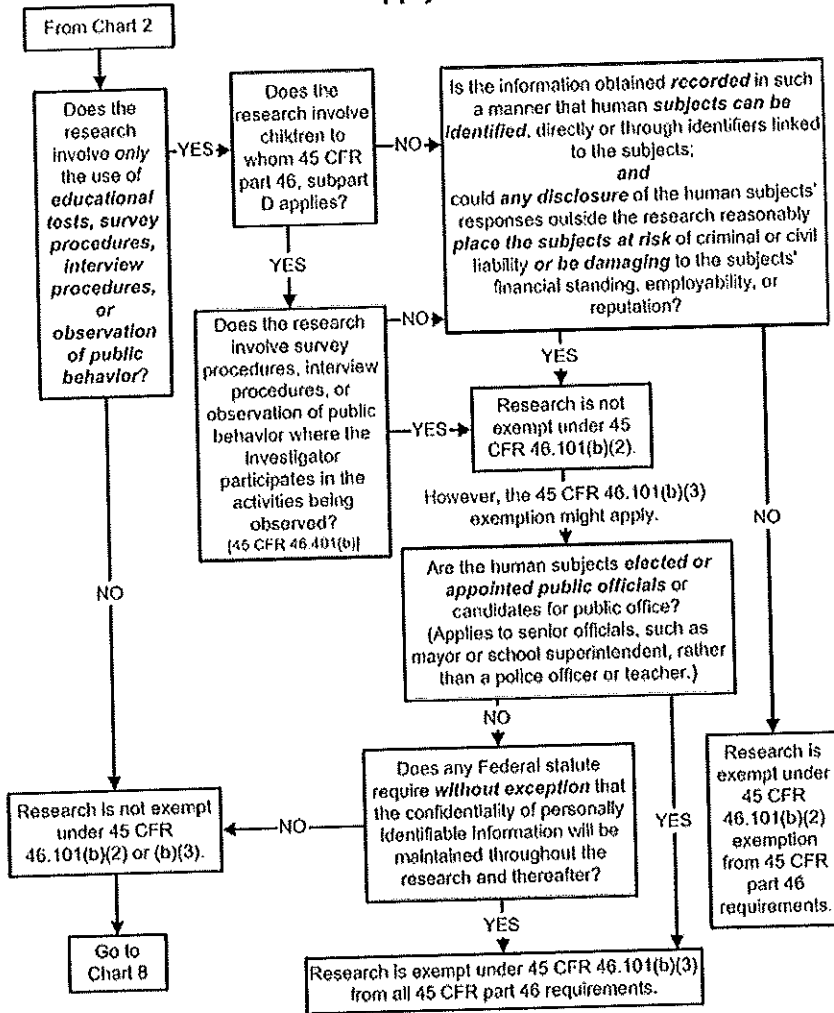 From Chart 2
Does the
research
involve only
the use of
educational
tests, survey
procedures,
interview
procedures,
or
observation
of public
behavior?
YES
Does the
research involve
children to
whom 45 CFR
part 46, subpart
D applies?
NO
Is the information obtained recorded in such
a manner that human subjects can be
identified, directly or through identifiers linked
to the subjects;
and
could any disclosure of the human subjects'
responses outside the research reasonably
place the subjects at risk of criminal or civil
liability or be damaging to the subjects'
financial standing, employability, or
reputation?
YES
Does the research
involve survey
procedures, interview
procedures, or
observation of public
behavior where the
investigator
participates in the
activities being
observed?
[45 CFR 46.401(b)]
NO
YES
YES
Research is not
exempt under 45
CFR 46.101(b)(2).
However, the 45 CFR 46.101(b)(3)
exemption might apply.
NO
NO
Are the human subjects elected or
appointed public officials or
candidates for public office?
(Applies to senior officials, such as
mayor or school superintendent, rather
than a police officer or teacher.)
NO
YES
Does any Federal statute
require without exception that
the confidentiality of personally
identifiable information will be
maintained throughout the
research and thereafter?
NO
Research is not exempt
under 45 CFR
46.101(b)(2) or (b)(3).
Research is
exempt under
45 CFR
46.101(b)(2)
exemption
from 45 CFR
part 46
requirements.
YES
Go to
Chart 8
Research is exempt under 45 CFR 46.101(b)(3)
from all 45 CFR part 46 requirements.